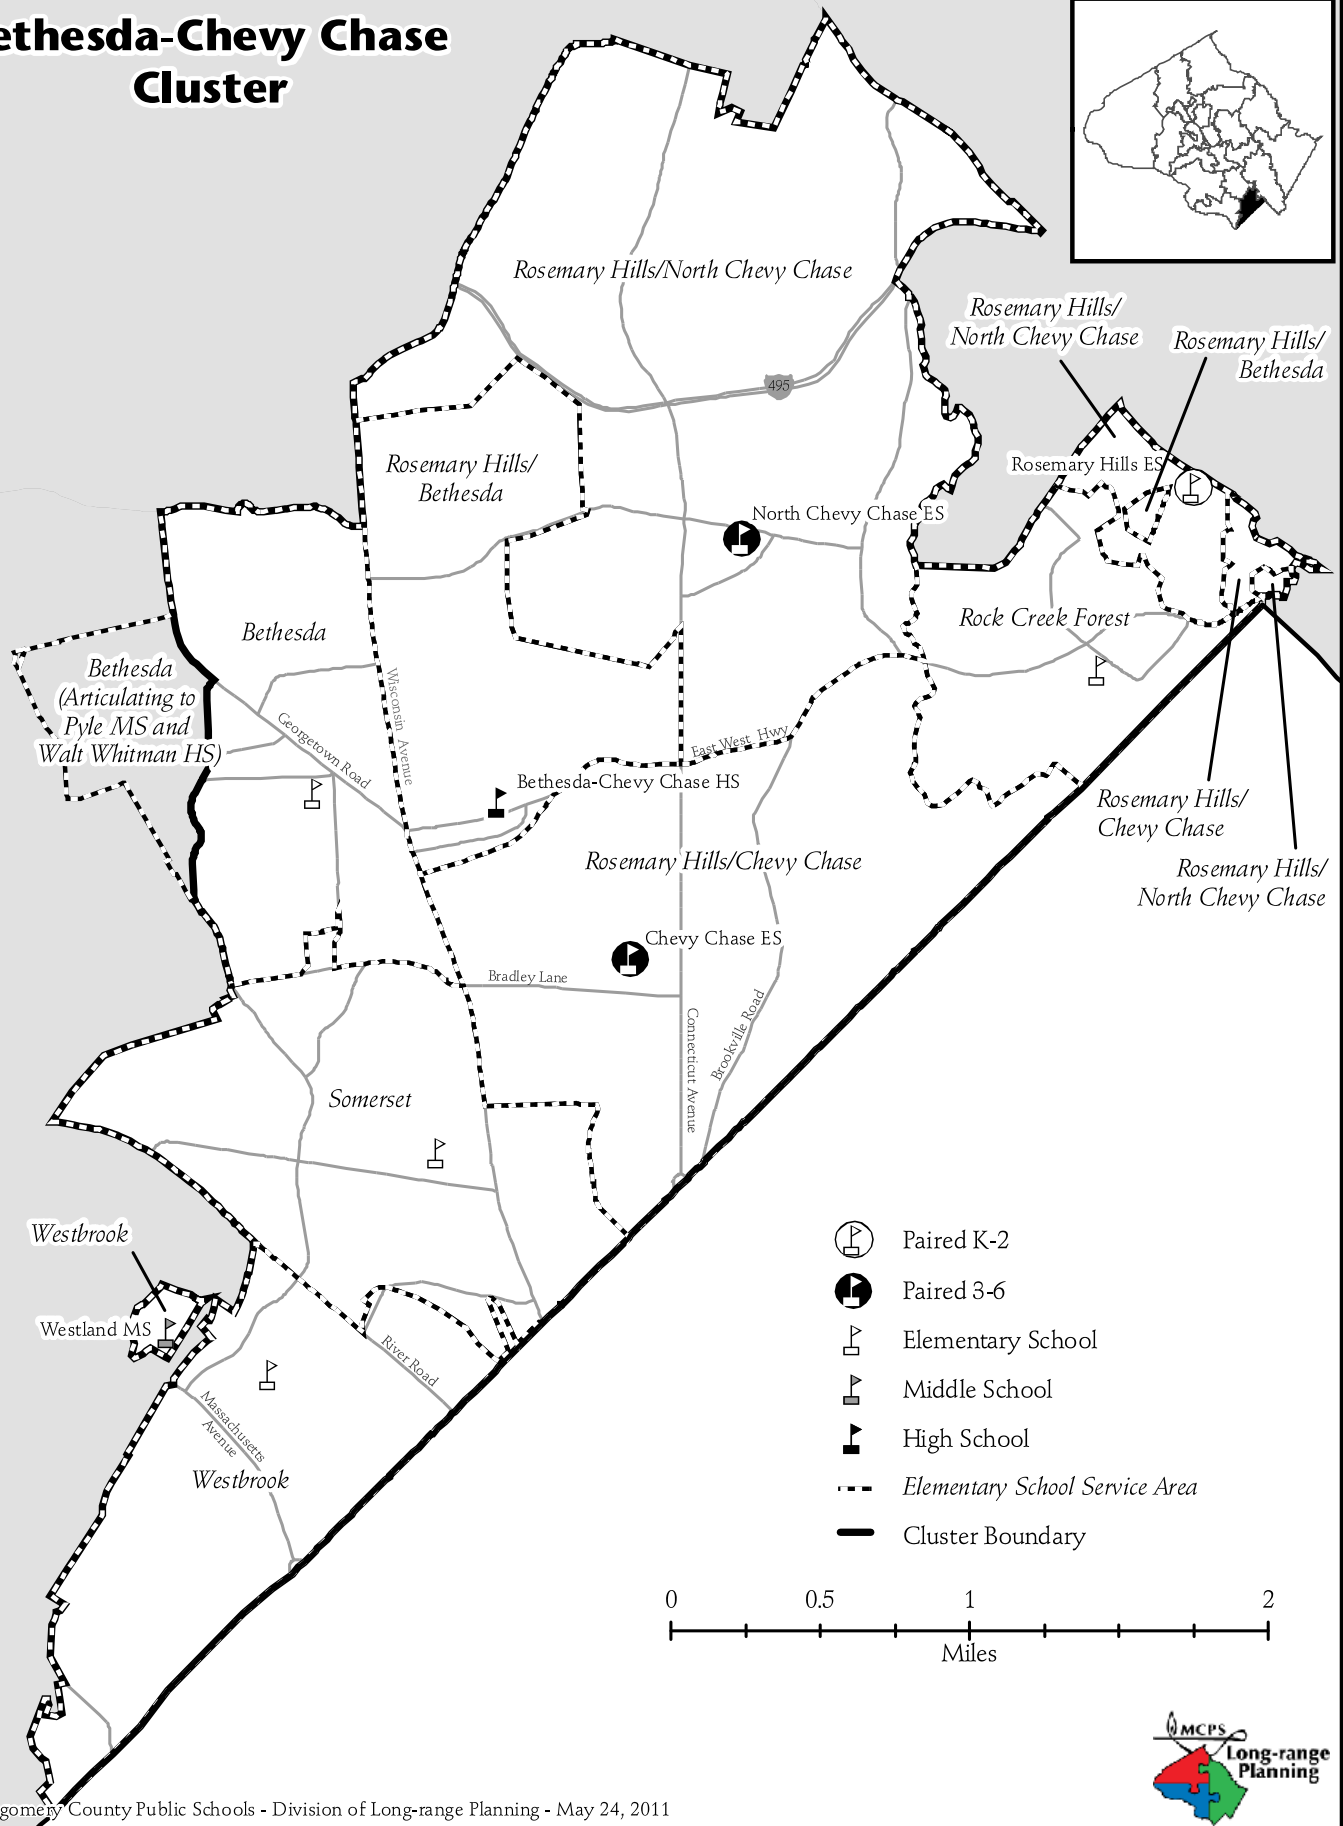 ethesda-Chevy Chase
Cluster
Rosemary Hills/North Chevy Chase
495
Rosemary Hills/
North Chevy Chase
Rosemary Hills/
Bethesda
Rosemary Hills/
Bethesda
Rosemary Hills ES
North Chevy Chase ES
Bethesda
Rock Creek Forest
Bethesda
(Articulating to
Pyle MS and
Walt Whitman HS)
Wisconsin Avenue
Georgetown Road
East West Hwy
Bethesda-Chevy Chase HS
Rosemary Hills/
Chevy Chase
Rosemary Hills/Chevy Chase
Rosemary Hills/
North Chevy Chase
Chevy Chase ES
Bradley Lane
Connecticut Avenue
Brookville Road
Somerset
Westbrook
Westland MS
River Road
Massachusetts
Avenue
Westbrook
Paired K-2
Paired 3-6
Elementary School
Middle School
High School
Elementary School Service Area
Cluster Boundary
0 0.5 1 2
Miles
MCPS
Long-range
Planning
gomery County Public Schools - Division of Long-range Planning - May 24, 2011